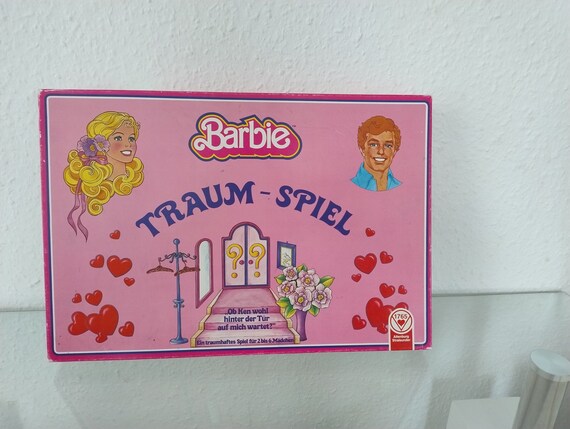 Barbie
TRAUM-SPIEL
??
„Ob Ken wohl
hinter der Tür
auf mich wartet?"
Ein traumhaftes Spiel für 2 bis 6 Mädchen
1765